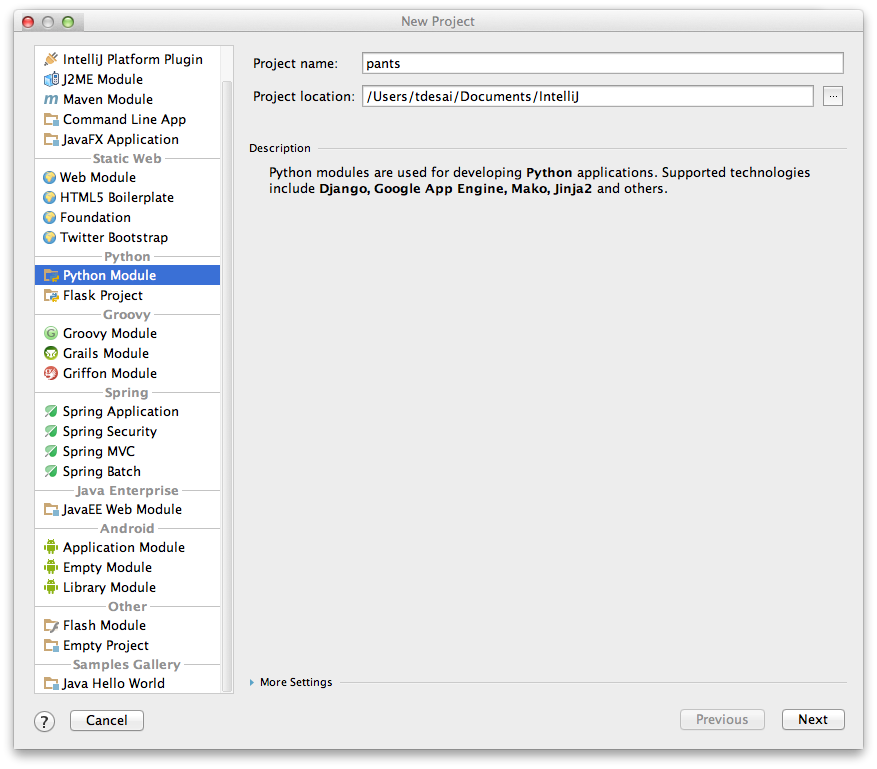 New Project
IntelliJ Platform Plugin
J2ME Module
Maven Module
Command Line App
JavaFX Application
Static Web
Web Module
HTML5 Boilerplate
Foundation
Twitter Bootstrap
Python
Python Module
Flask Project
Groovy
Groovy Module
Grails Module
Griffon Module
Spring
Spring Application
Spring Security
Spring MVC
Spring Batch
Java Enterprise
JavaEE Web Module
Android
Application Module
Empty Module
Library Module
Other
Flash Module
Empty Project
Samples Gallery
Java Hello World
Project name: pants
Project location: /Users/tdesai/Documents/IntelliJ ...
Description
Python modules are used for developing Python applications. Supported technologies
include Django, Google App Engine, Mako, Jinja2 and others.
More Settings
? Cancel Previous Next